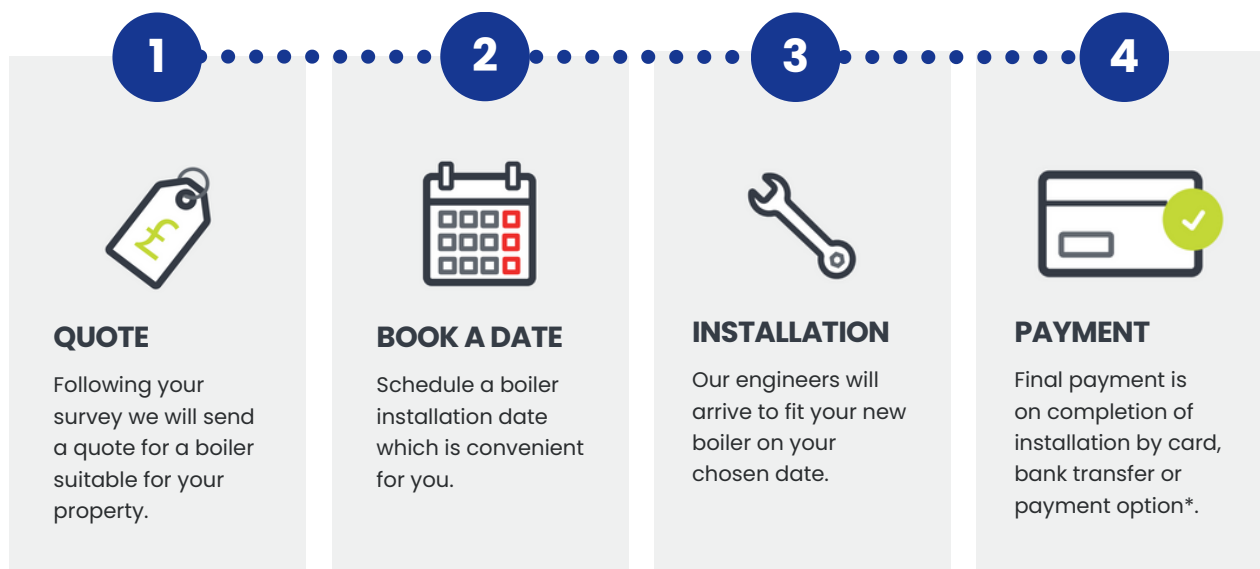 1
2
3
4
£
QUOTE
Following your
survey we will send
a quote for a boiler
suitable for your
property.
BOOK A DATE
Schedule a boiler
installation date
which is convenient
for you.
INSTALLATION
Our engineers will
arrive to fit your new
boiler on your
chosen date.
PAYMENT
Final payment is
on completion of
installation by card,
bank transfer or
payment option*.